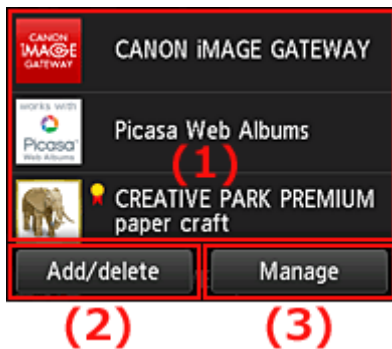 CANON
iMAGE
GATEWAY
CANON iMAGE GATEWAY
works with
Picasa
Web Albums
Picasa Web Albums
(1)
CREATIVE PARK PREMIUM
paper craft
Add/delete
Manage
(2)
(3)